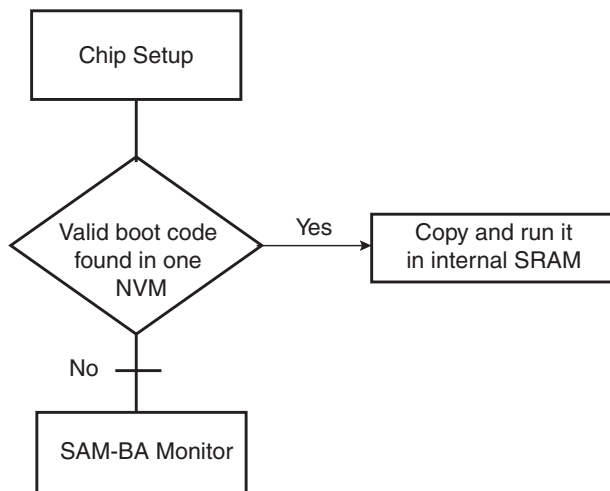 Chip Setup
Valid boot code
found in one
NVM
Yes
Copy and run it
in internal SRAM
No
SAM-BA Monitor